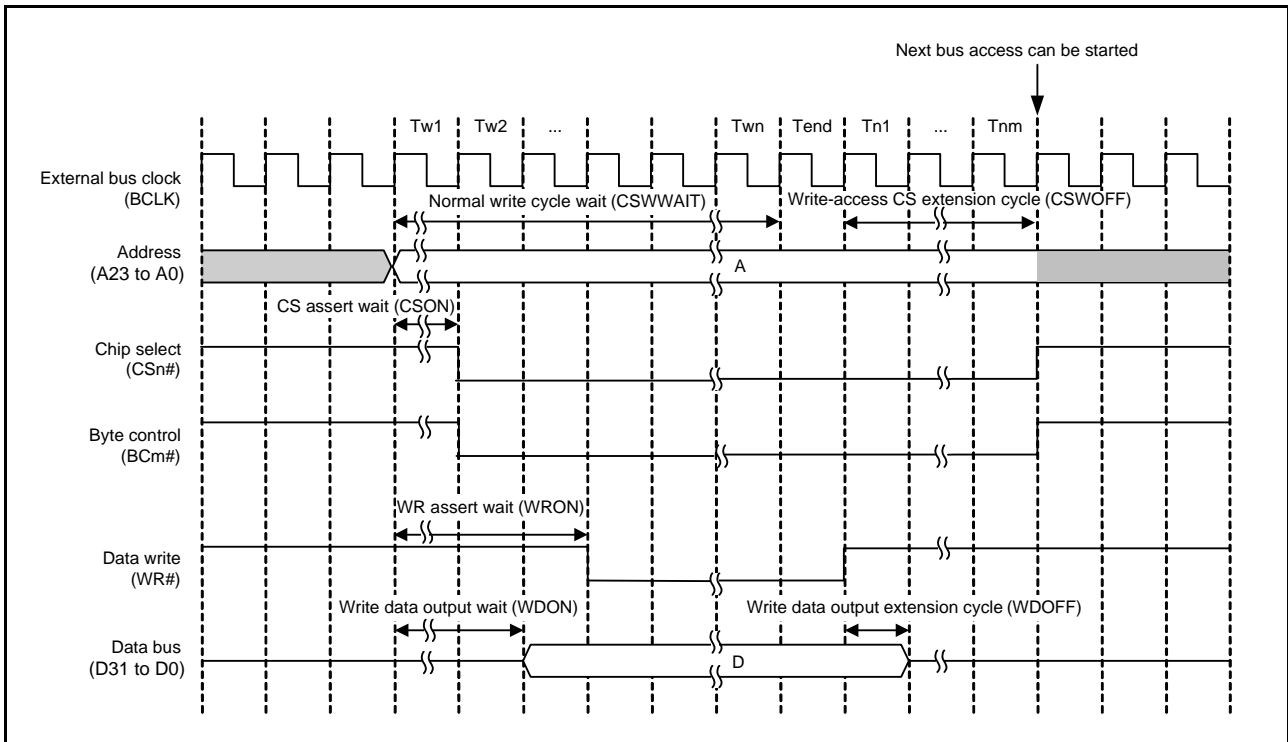 Next bus access can be started
Tw1 Tw2 ... Twn Tend Tn1 ... Tnm
External bus clock
(BCLK)
Normal write cycle wait (CSWWAIT) Write-access CS extension cycle (CSWOFF)
Address
(A23 to A0)
A
CS assert wait (CSON)
Chip select
(CSn#)
Byte control
(BCm#)
WR assert wait (WRON)
Data write
(WR#)
Write data output wait (WDON) Write data output extension cycle (WDOFF)
Data bus
(D31 to D0)
D